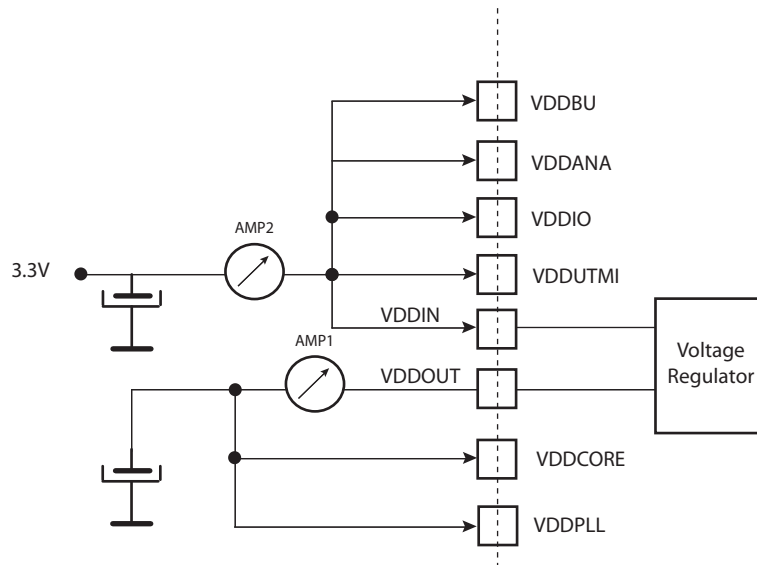 VDDBU
VDDANA
VDDIO
AMP2
3.3V
VDDUTMI
VDDIN
AMP1
Voltage
Regulator
VDDOUT
VDDCORE
VDDPLL